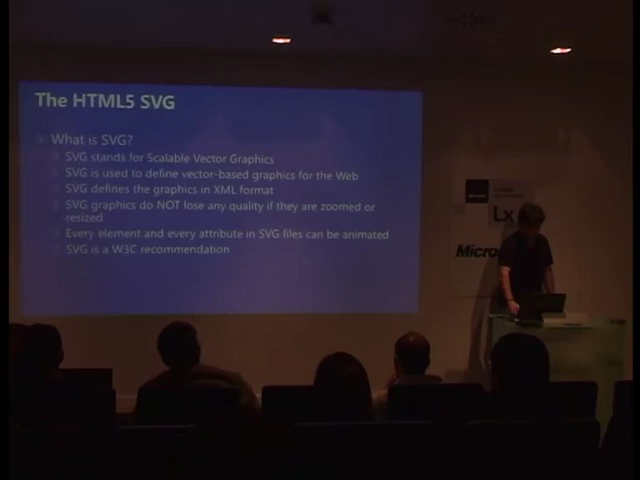 The HTML5 SVG
What is SVG?
SVG stands for Scalable Vector Graphics
SVG is used to define vector-based graphics for the Web
SVG defines the graphics in XML format
SVG graphics do NOT lose any quality if they are zoomed or
resized
Every element and every attribute in SVG files can be animated
SVG is a W3C recommendation
Lx
Micros